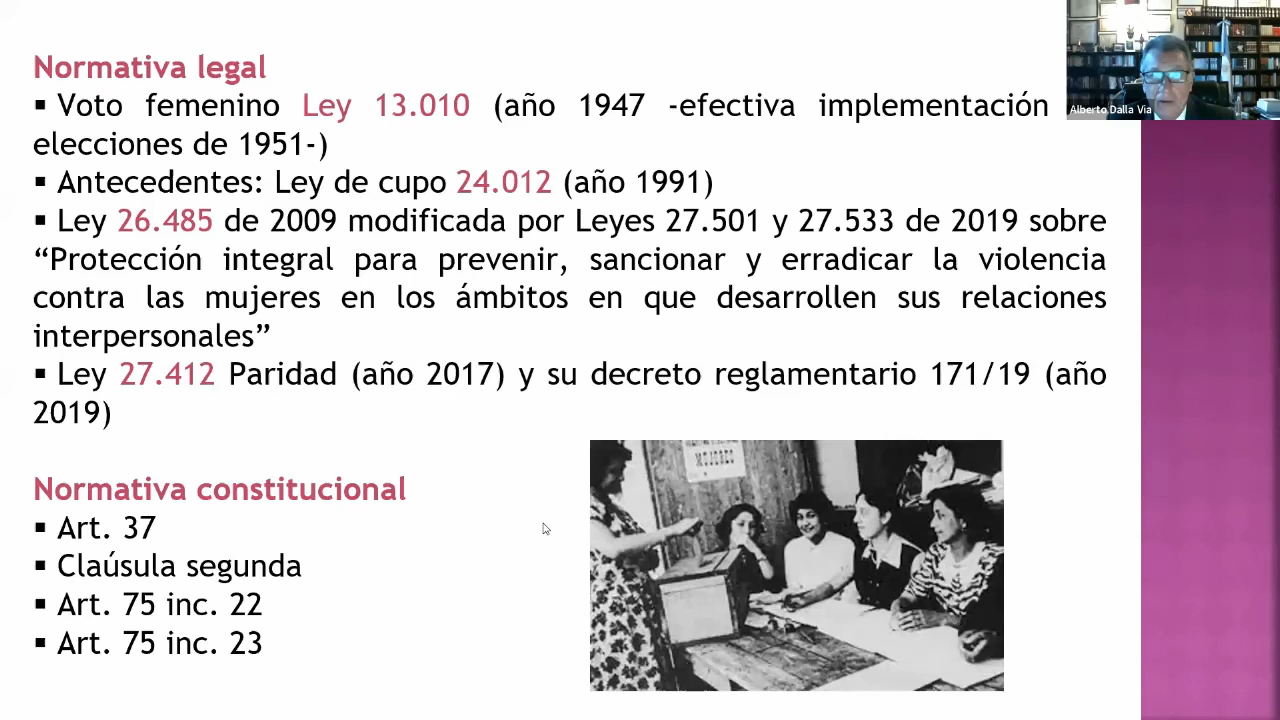 Normativa legal
▪ Voto femenino Ley 13.010 (año 1947 -efectiva implementación
elecciones de 1951-)
▪ Antecedentes: Ley de cupo 24.012 (año 1991)
▪ Ley 26.485 de 2009 modificada por Leyes 27.501 y 27.533 de 2019 sobre
“Protección integral para prevenir, sancionar y erradicar la violencia
contra las mujeres en los ámbitos en que desarrollen sus relaciones
interpersonales”
▪ Ley 27.412 Paridad (año 2017) y su decreto reglamentario 171/19 (año
2019)
Normativa constitucional
▪ Art. 37
▪ Claúsula segunda
▪ Art. 75 inc. 22
▪ Art. 75 inc. 23
MUJERES
Alberto Dalla Via